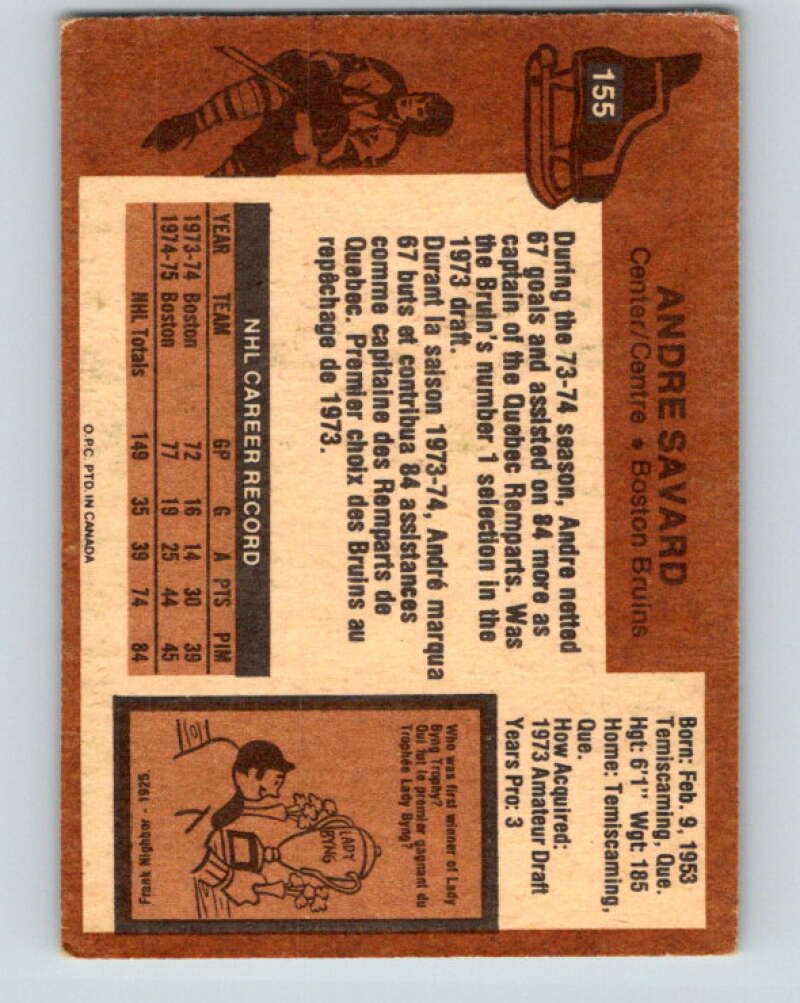 155
ANDRE SAVARD
Center/Centre • Boston Bruins
During the 73-74 season, Andre netted
67 goals and assisted on 84 more as
captain of the Quebec Remparts. Was
the Bruin's number 1 selection in the
1973 draft.
Durant la saison 1973-74, André marqua
67 buts et contribua 84 assistances
comme capitaine des Remparts de
Quebec. Premier choix des Bruins au
repêchage de 1973.
NHL CAREER RECORD
YEAR TEAM GP G A PTS PIM
1973-74 Boston 72 16 14 30 39
1974-75 Boston 77 19 25 44 45
NHL Totals 149 35 39 74 84
O.P.C. PTD. IN CANADA
Born: Feb. 9, 1953
Temiscaming, Que.
Hgt: 6'1" Wgt: 185
Home: Temiscaming,
Que.
How Acquired:
1973 Amateur Draft
Years Pro: 3
Who was first winner of Lady
Byng Trophy?
Qui fut le premier gagnant du
Trophée Lady Byng?
LADY
BYNG
Frank Nighbor - 1925.